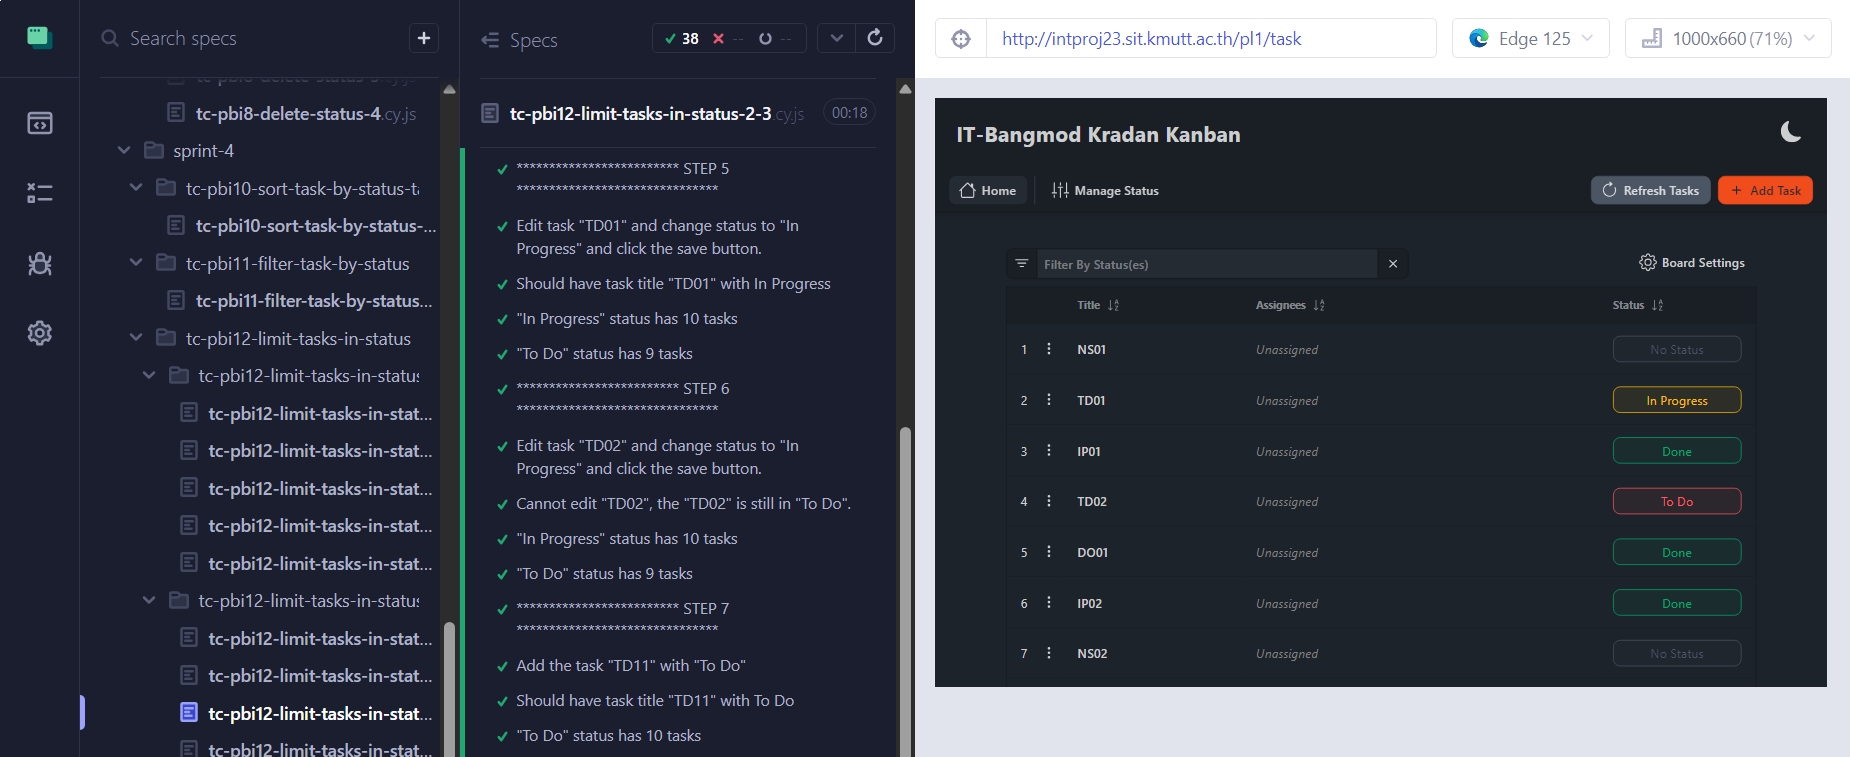 Search specs
+
tc-pbi8-delete-status-4.cy.js
sprint-4
tc-pbi10-sort-task-by-status-ta
tc-pbi10-sort-task-by-status-...
tc-pbi11-filter-task-by-status
tc-pbi11-filter-task-by-status...
tc-pbi12-limit-tasks-in-status
tc-pbi12-limit-tasks-in-status
tc-pbi12-limit-tasks-in-stat...
tc-pbi12-limit-tasks-in-stat...
tc-pbi12-limit-tasks-in-stat...
tc-pbi12-limit-tasks-in-stat...
tc-pbi12-limit-tasks-in-stat...
tc-pbi12-limit-tasks-in-status
tc-pbi12-limit-tasks-in-stat...
tc-pbi12-limit-tasks-in-stat...
tc-pbi12-limit-tasks-in-stat...
tc-pbi12-limit-tasks-in-stat...
Specs
38 -- --
tc-pbi12-limit-tasks-in-status-2-3.cy.js 00:18
************************* STEP 5
*******************************
Edit task "TD01" and change status to "In
Progress" and click the save button.
Should have task title "TD01" with In Progress
"In Progress" status has 10 tasks
"To Do" status has 9 tasks
************************* STEP 6
*******************************
Edit task "TD02" and change status to "In
Progress" and click the save button.
Cannot edit "TD02", the "TD02" is still in "To Do".
"In Progress" status has 10 tasks
"To Do" status has 9 tasks
************************* STEP 7
*******************************
Add the task "TD11" with "To Do"
Should have task title "TD11" with To Do
"To Do" status has 10 tasks
http://intproj23.sit.kmutt.ac.th/pl1/task
Edge 125
1000x660 (71%)
IT-Bangmod Kradan Kanban
Home
Manage Status
Refresh Tasks
+ Add Task
Filter By Status(es)
Board Settings
Title Assignees Status
1 NS01 Unassigned No Status
2 TD01 Unassigned In Progress
3 IP01 Unassigned Done
4 TD02 Unassigned To Do
5 DO01 Unassigned Done
6 IP02 Unassigned Done
7 NS02 Unassigned No Status